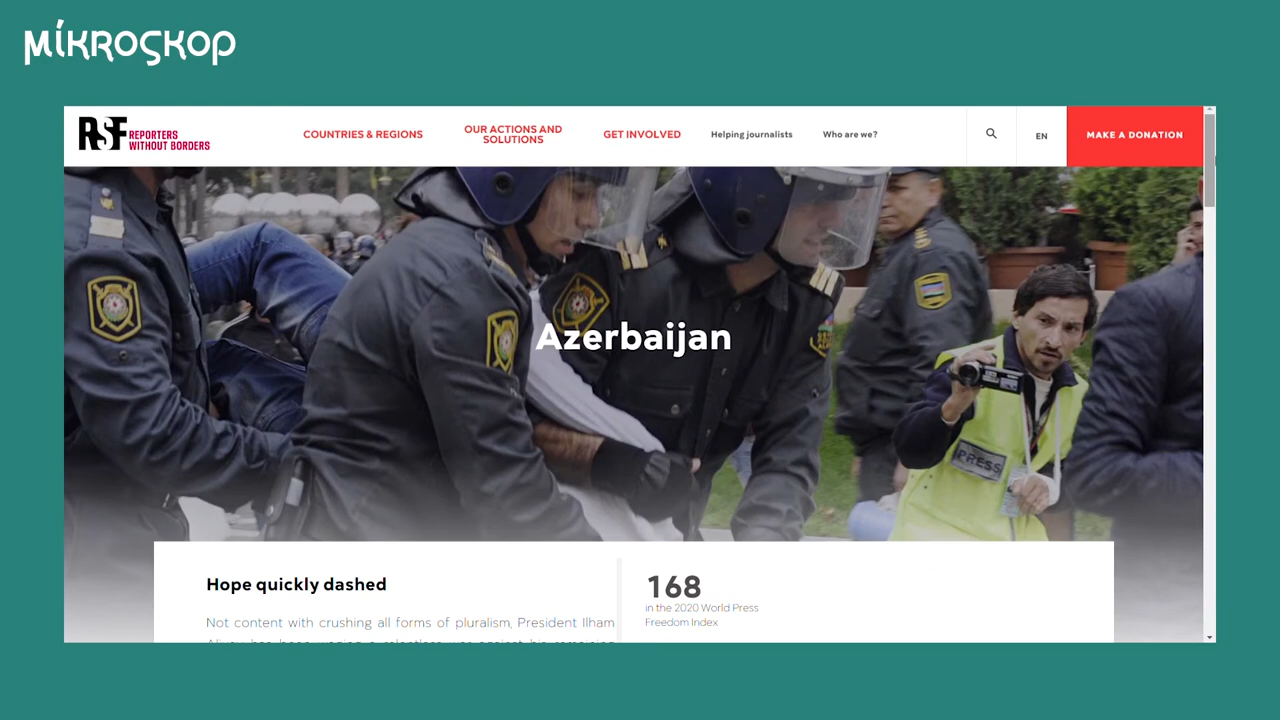 MİKROSKOP
RSF REPORTERS
WITHOUT BORDERS
COUNTRIES & REGIONS
OUR ACTIONS AND
SOLUTIONS
GET INVOLVED
Helping journalists
Who are we?
EN
MAKE A DONATION
Azerbaijan
PRESS
Hope quickly dashed
Not content with crushing all forms of pluralism, President Ilham
168
in the 2020 World Press
Freedom Index